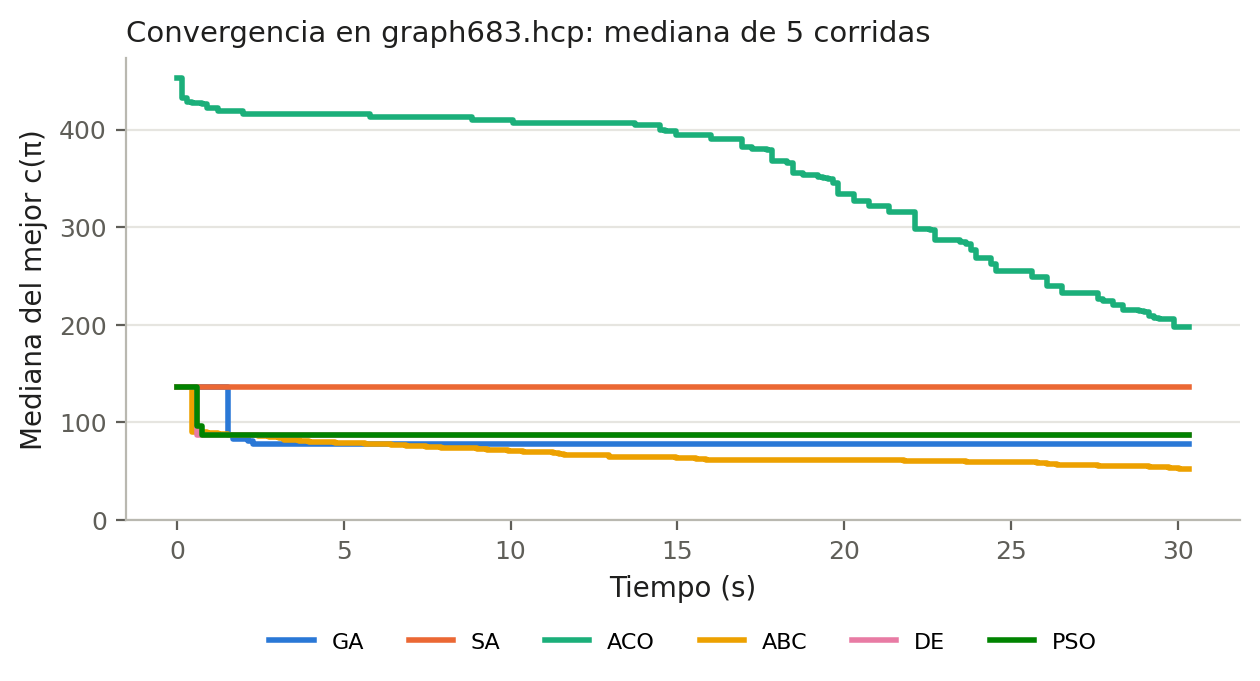 Convergencia en graph683.hcp: mediana de 5 corridas
Mediana del mejor c(π)
400
300
200
100
0
0 5 10 15 20 25 30
Tiempo (s)
GA SA ACO ABC DE PSO